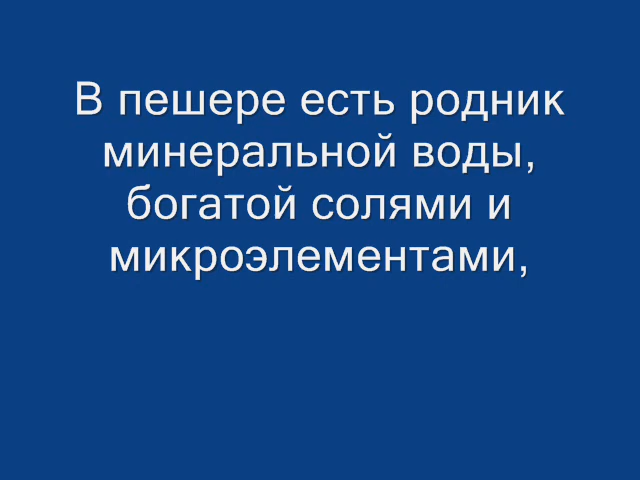 В пешере есть родник
минеральной воды,
богатой солями и
микроэлементами,